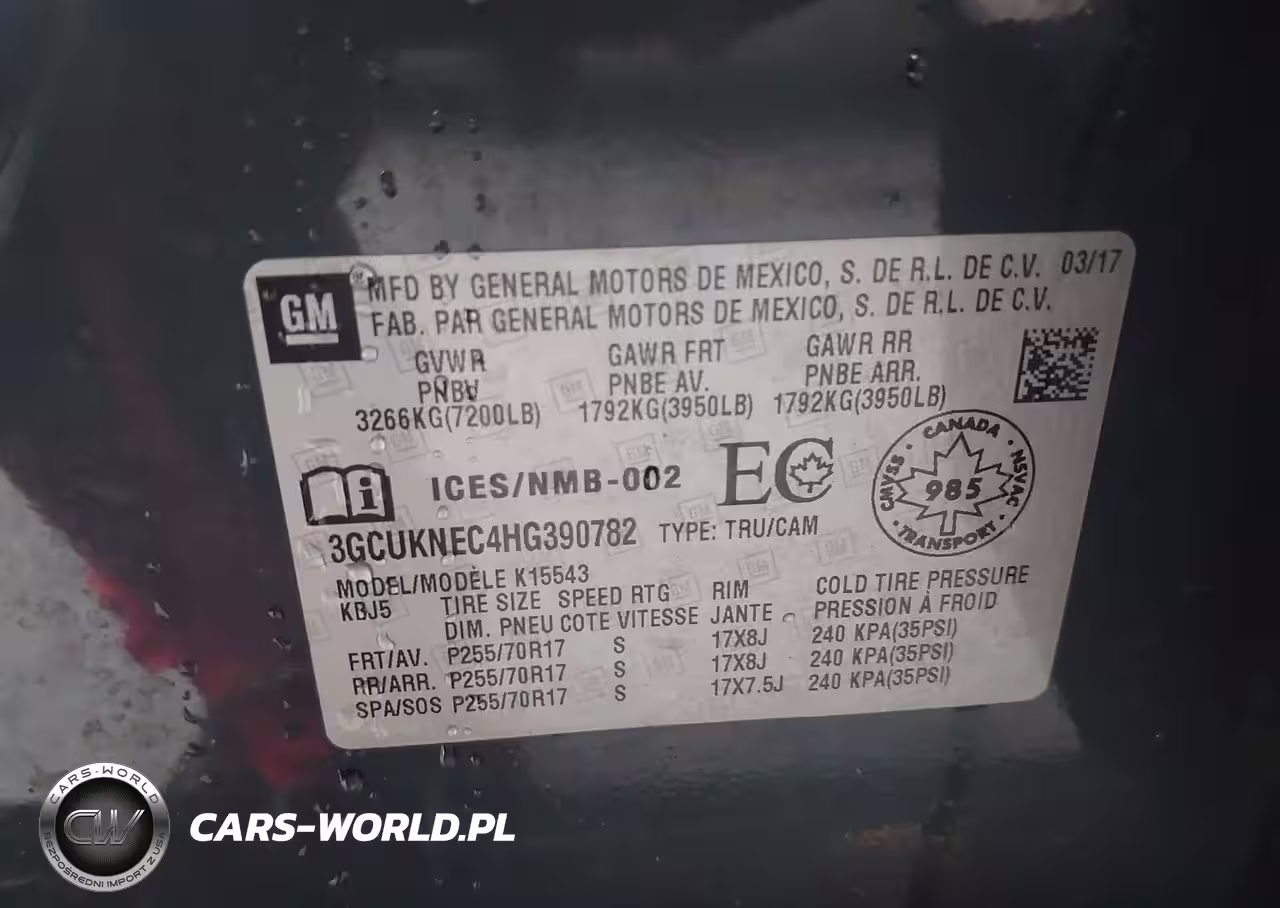 GM
MFD BY GENERAL MOTORS DE MEXICO, S. DE R.L. DE C.V. 03/17
FAB. PAR GENERAL MOTORS DE MEXICO, S. DE R.L. DE C.V.
GVWR GAWR FRT GAWR RR
PNBV PNBE AV. PNBE ARR.
3266KG(7200LB) 1792KG(3950LB) 1792KG(3950LB)
i ICES/NMB-002 EC
CANADA
CMVSS 985 NSVAC
TRANSPORT
3GCUKNEC4HG390782 TYPE: TRU/CAM
MODEL/MODÈLE K15543
KBJ5 TIRE SIZE SPEED RTG RIM COLD TIRE PRESSURE
DIM. PNEU COTE VITESSE JANTE PRESSION À FROID
FRT/AV. P255/70R17 S 17X8J 240 KPA(35PSI)
RR/ARR. P255/70R17 S 17X8J 240 KPA(35PSI)
SPA/SOS P255/70R17 S 17X7.5J 240 KPA(35PSI)
CARS-WORLD
CW
BEZPOŚREDNI IMPORT Z USA
CARS-WORLD.PL